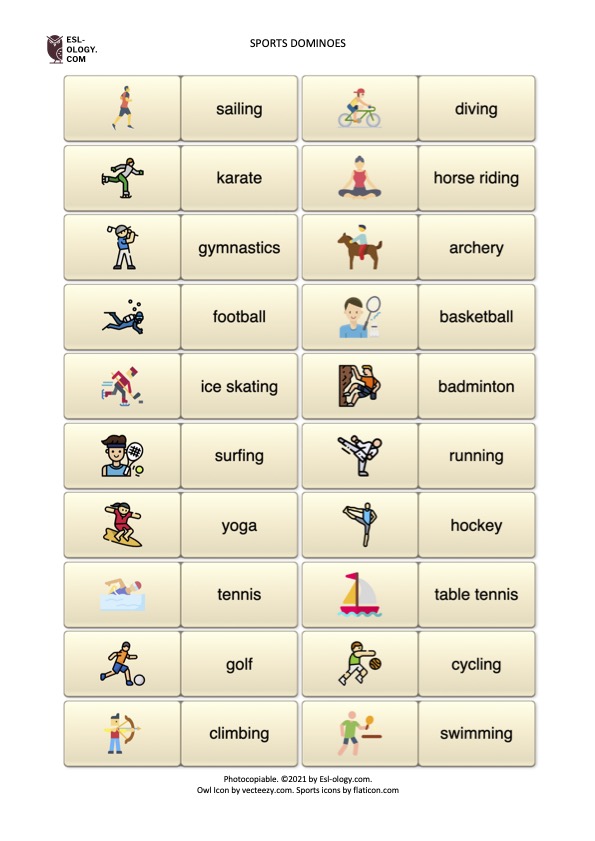 ESL-
OLOGY.
COM
SPORTS DOMINOES
sailing
diving
karate
horse riding
gymnastics
archery
football
basketball
ice skating
badminton
surfing
running
yoga
hockey
tennis
table tennis
golf
cycling
climbing
swimming
Photocopiable. ©2021 by Esl-ology.com.
Owl Icon by vecteezy.com. Sports icons by flaticon.com